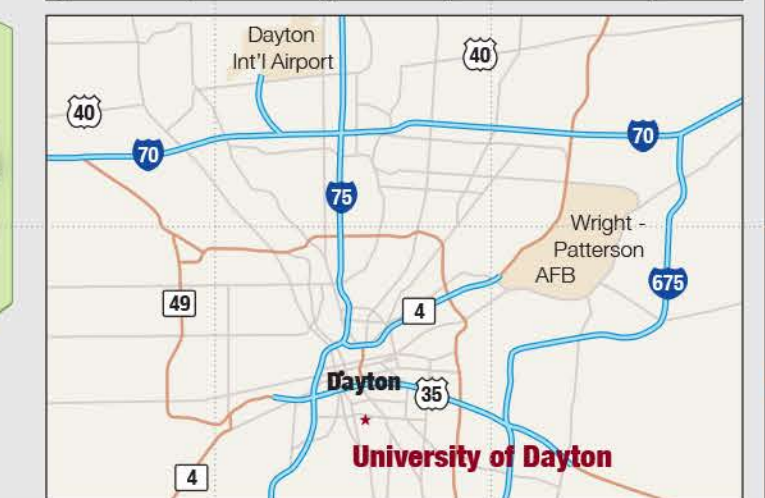 Dayton
Int'l Airport
40
40
70
70
75
Wright -
Patterson
AFB
675
49
4
Dayton
35
University of Dayton
4